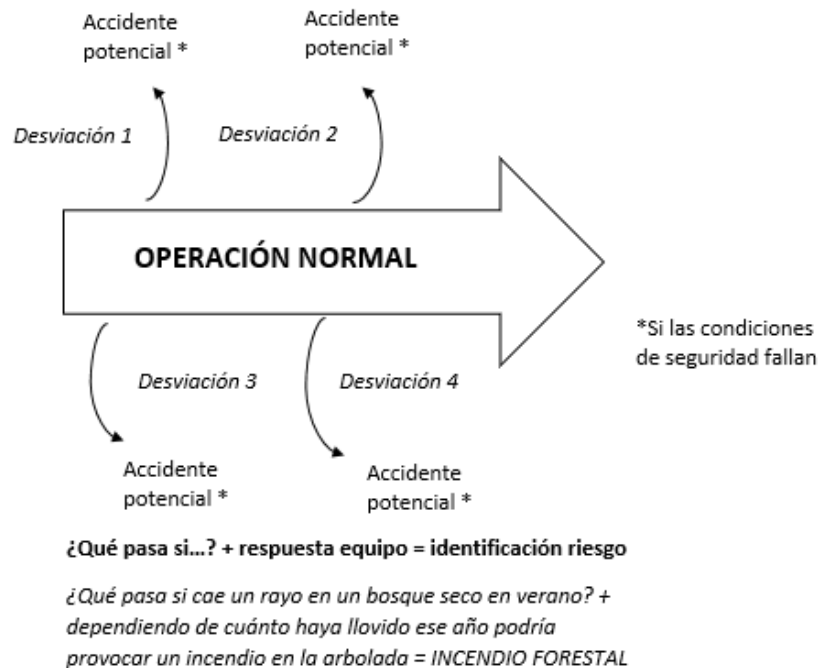 Accidente
potencial *
Accidente
potencial *
Desviación 1
Desviación 2
OPERACIÓN NORMAL
*Si las condiciones
de seguridad fallan
Desviación 3
Desviación 4
Accidente
potencial *
Accidente
potencial *
¿Qué pasa si...? + respuesta equipo = identificación riesgo
¿Qué pasa si cae un rayo en un bosque seco en verano? +
dependiendo de cuánto haya llovido ese año podría
provocar un incendio en la arbolada = INCENDIO FORESTAL